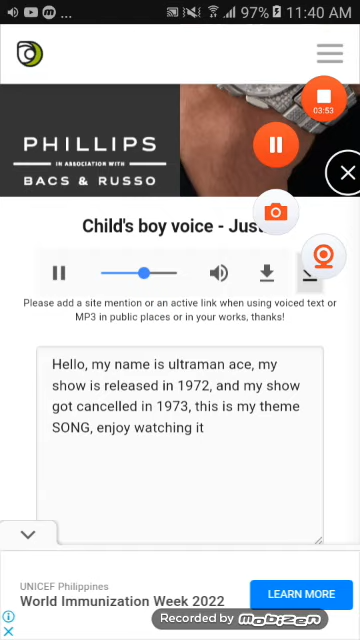 97% 11:40 AM
03:53
PHILLIPS
IN ASSOCIATION WITH
BACS & RUSSO
Child's boy voice - Just
Please add a site mention or an active link when using voiced text or
MP3 in public places or in your works, thanks!
Hello, my name is ultraman ace, my
show is released in 1972, and my show
got cancelled in 1973, this is my theme
SONG, enjoy watching it
UNICEF Philippines
World Immunization Week 2022
LEARN MORE
Recorded by mobizen